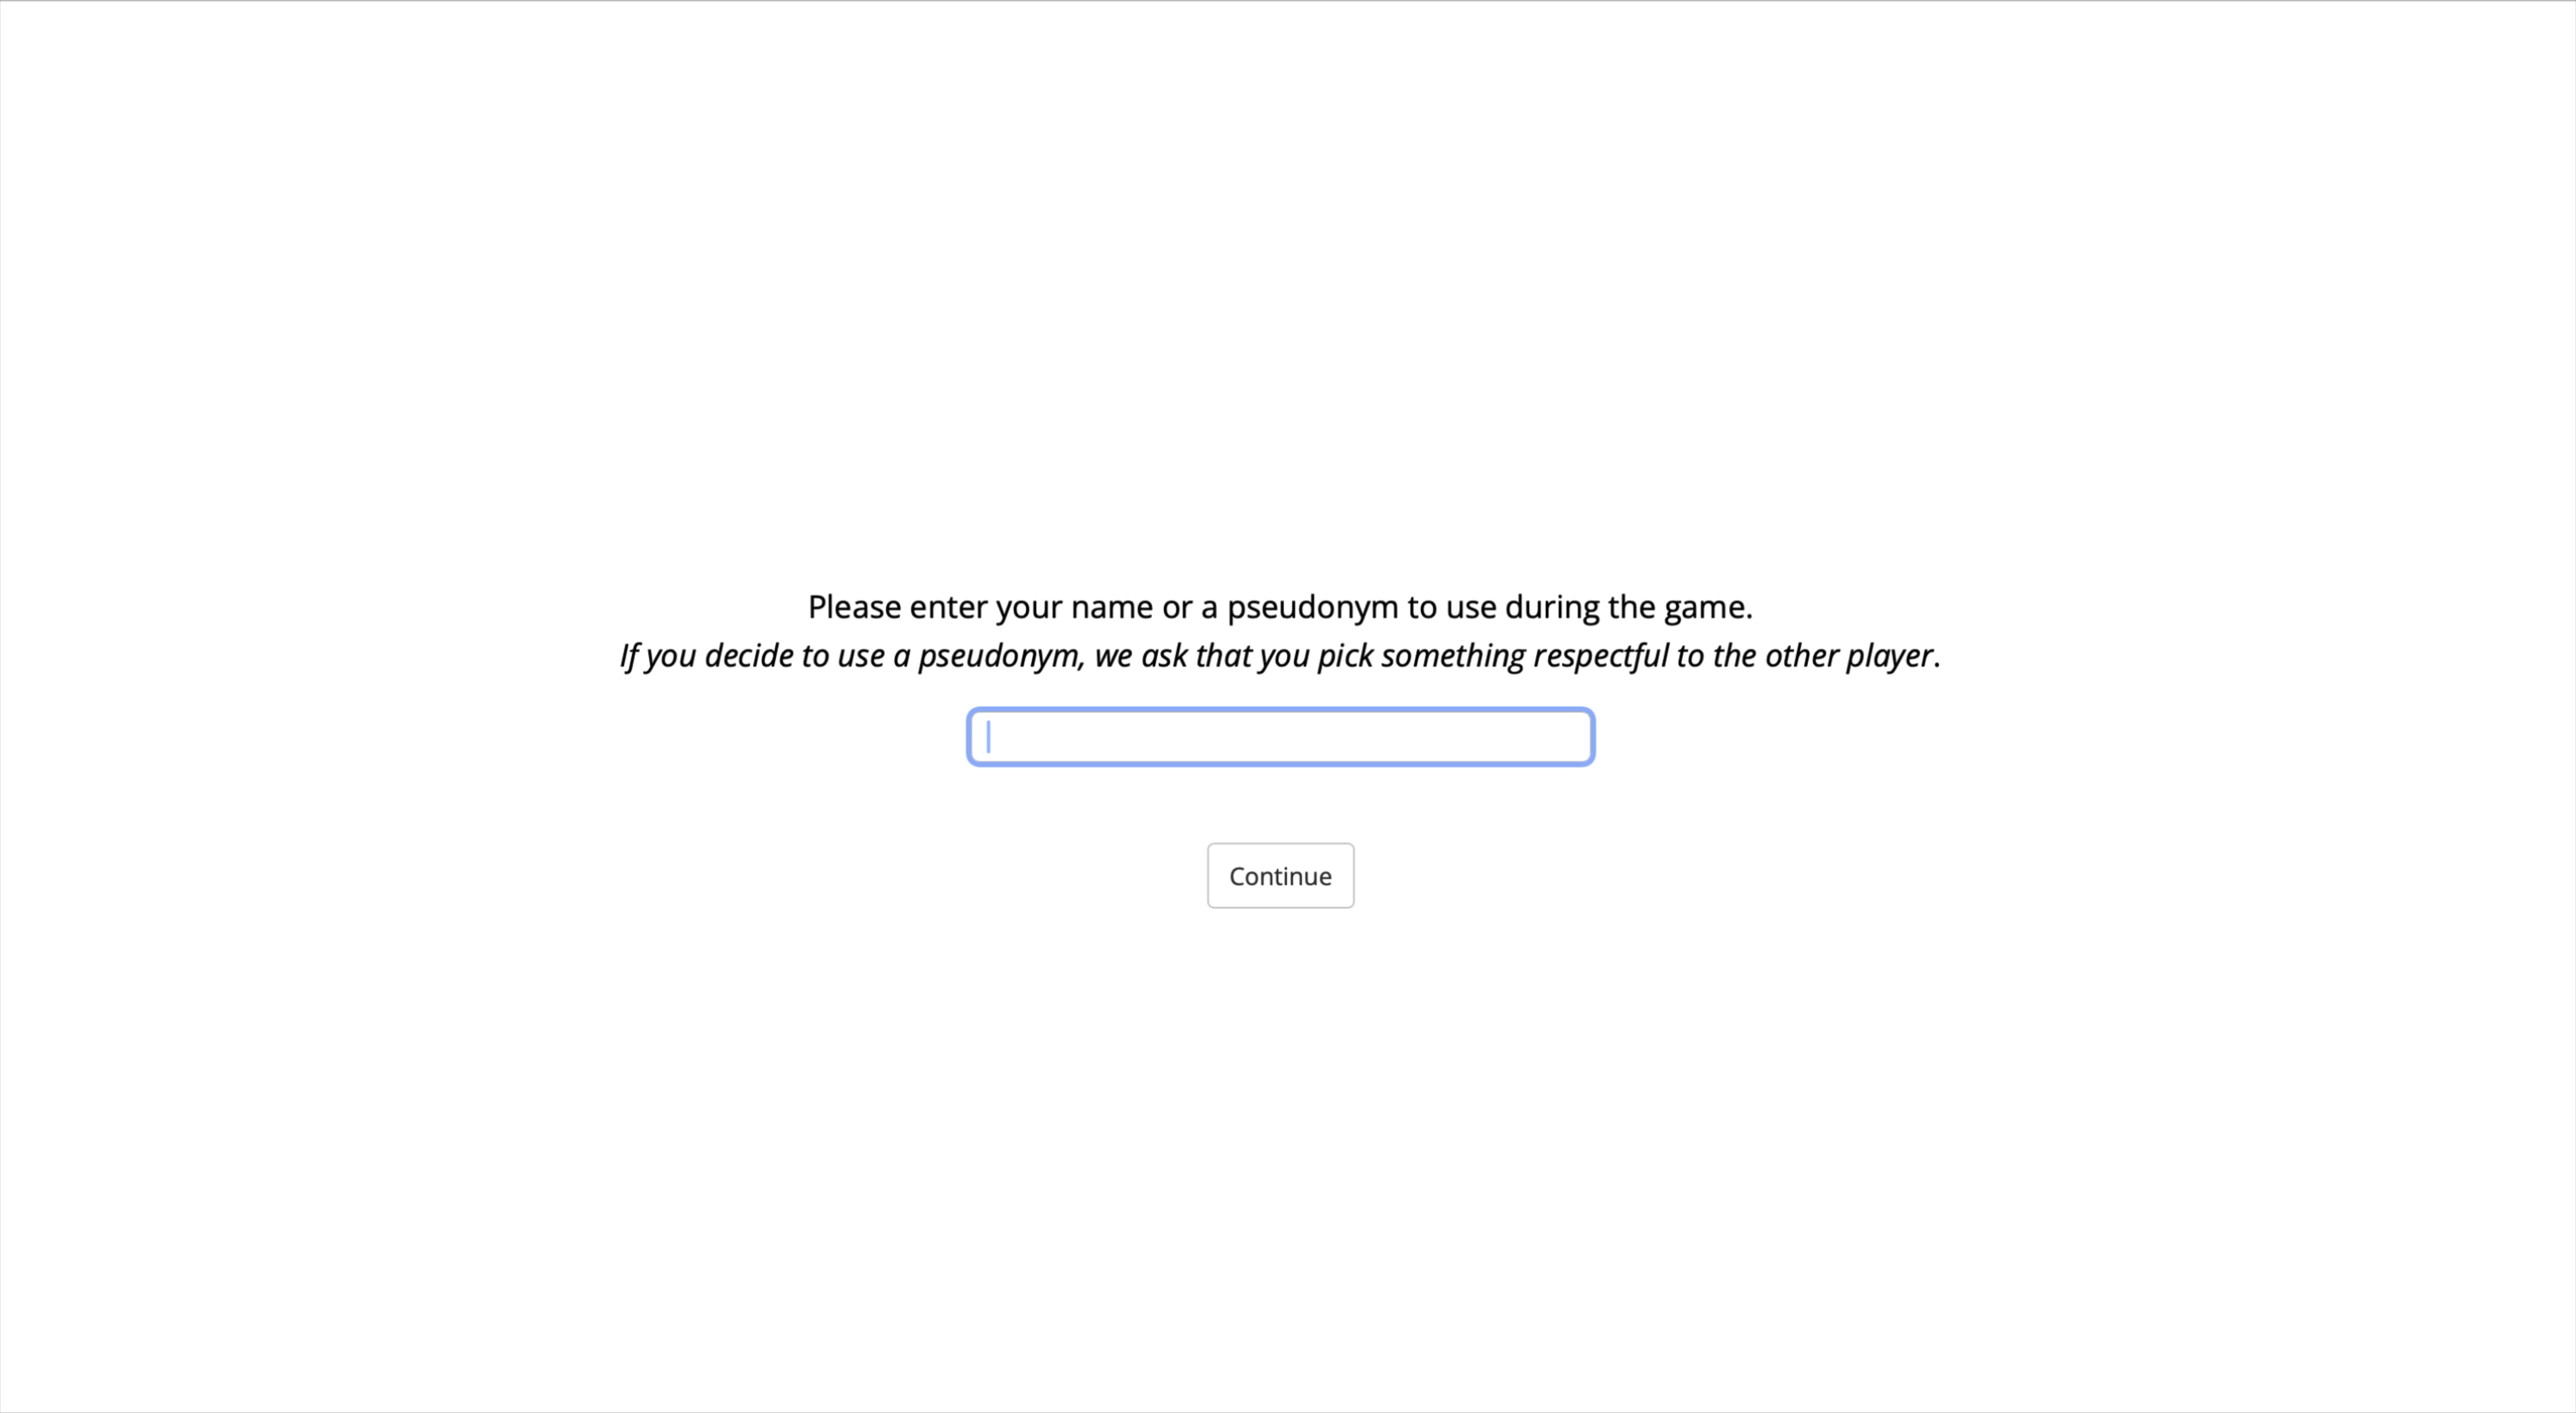 Please enter your name or a pseudonym to use during the game.
If you decide to use a pseudonym, we ask that you pick something respectful to the other player.
Continue